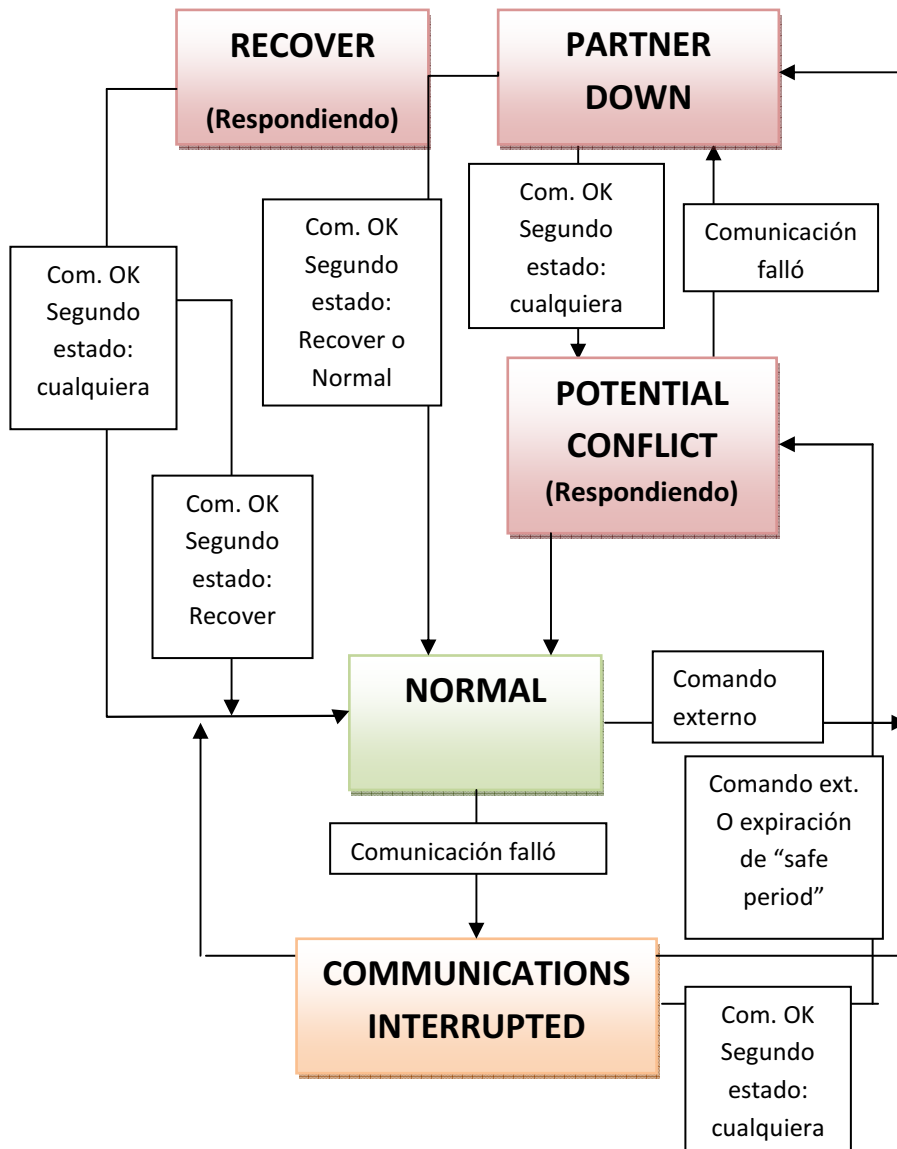 RECOVER
(Respondiendo)
PARTNER
DOWN
Com. OK
Segundo
estado:
cualquiera
Com. OK
Segundo
estado:
Recover o
Normal
Com. OK
Segundo
estado:
cualquiera
Comunicación
falló
POTENTIAL
CONFLICT
(Respondiendo)
Com. OK
Segundo
estado:
Recover
NORMAL
Comando
externo
Comando ext.
O expiración
de “safe
period”
Comunicación falló
COMMUNICATIONS
INTERRUPTED
Com. OK
Segundo
estado:
cualquiera